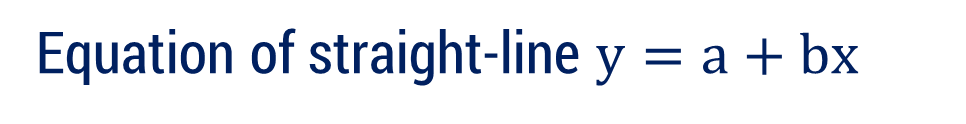 Equation of straight-line y = a + bx